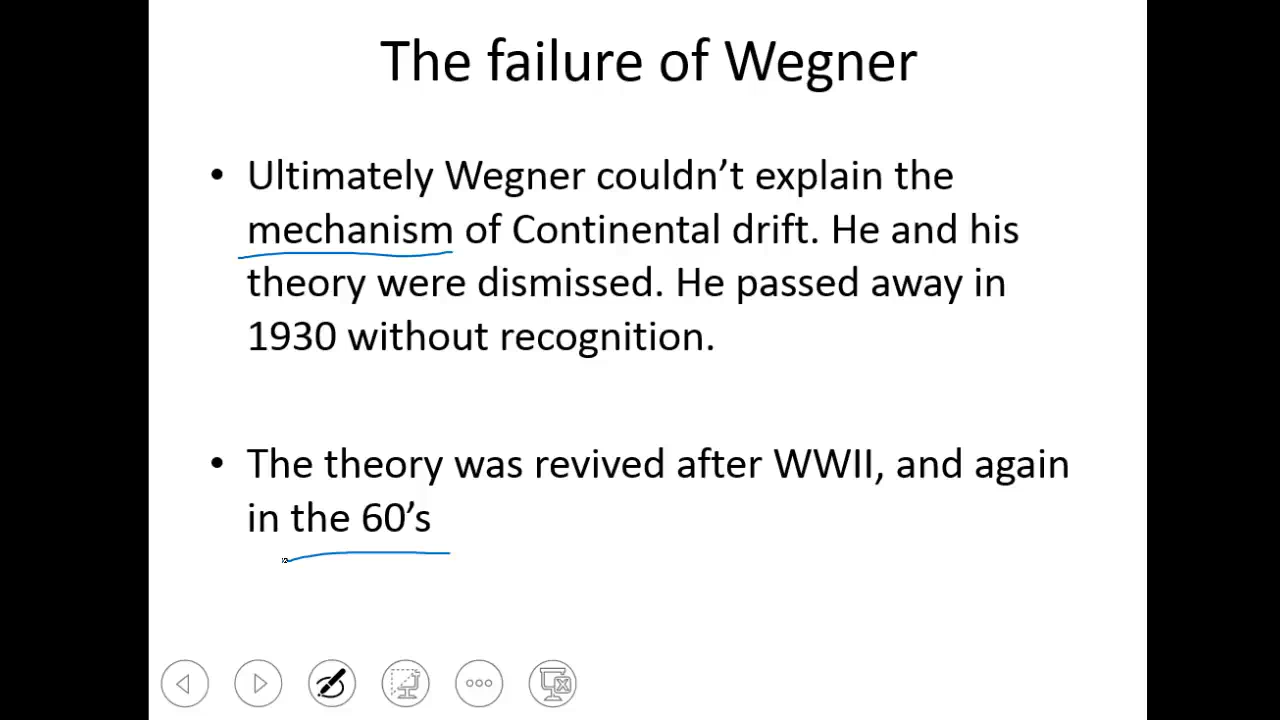 The failure of Wegner
• Ultimately Wegner couldn’t explain the
mechanism of Continental drift. He and his
theory were dismissed. He passed away in
1930 without recognition.
• The theory was revived after WWII, and again
in the 60’s